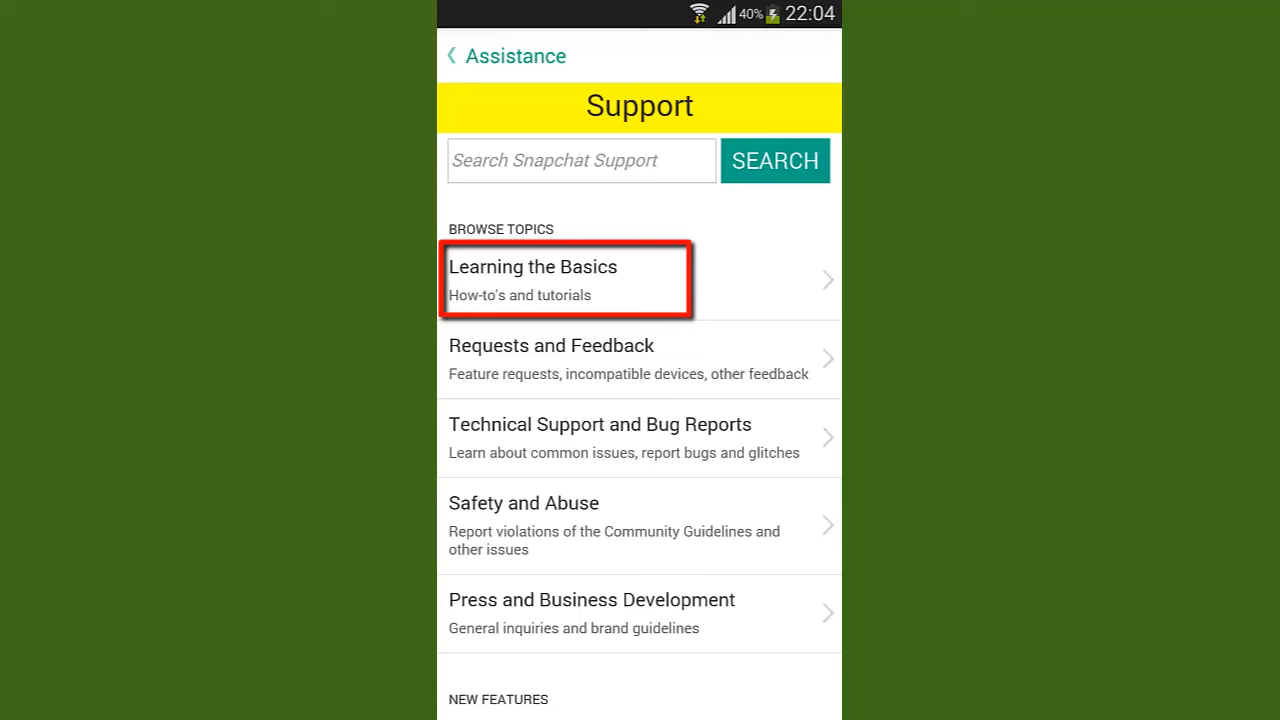 40% 22:04
Assistance
Support
Search Snapchat Support
SEARCH
BROWSE TOPICS
Learning the Basics
How-to's and tutorials
Requests and Feedback
Feature requests, incompatible devices, other feedback
Technical Support and Bug Reports
Learn about common issues, report bugs and glitches
Safety and Abuse
Report violations of the Community Guidelines and
other issues
Press and Business Development
General inquiries and brand guidelines
NEW FEATURES